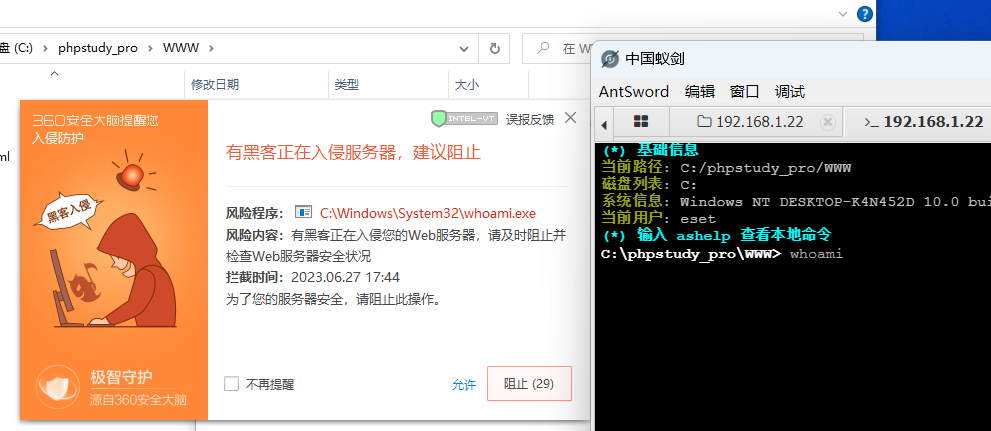 盘 (C:) › phpstudy_pro › WWW ›
在 W
修改日期 类型 大小
ml
360安全大脑提醒您
入侵防护
黑客入侵
极智守护
源自360安全大脑
INTEL-VT 误报反馈
有黑客正在入侵服务器，建议阻止
风险程序： C:\Windows\System32\whoami.exe
风险内容：有黑客正在入侵您的Web服务器，请及时阻止并
检查Web服务器安全状况
拦截时间：2023.06.27 17:44
为了您的服务器安全，请阻止此操作。
不再提醒 允许 阻止 (29)
中国蚁剑
AntSword 编辑 窗口 调试
192.168.1.22 >_ 192.168.1.22
(*) 基础信息
当前路径: C:/phpstudy_pro/WWW
磁盘列表: C:
系统信息: Windows NT DESKTOP-K4N452D 10.0 bui
当前用户: eset
(*) 输入 ashelp 查看本地命令
C:\phpstudy_pro\WWW> whoami